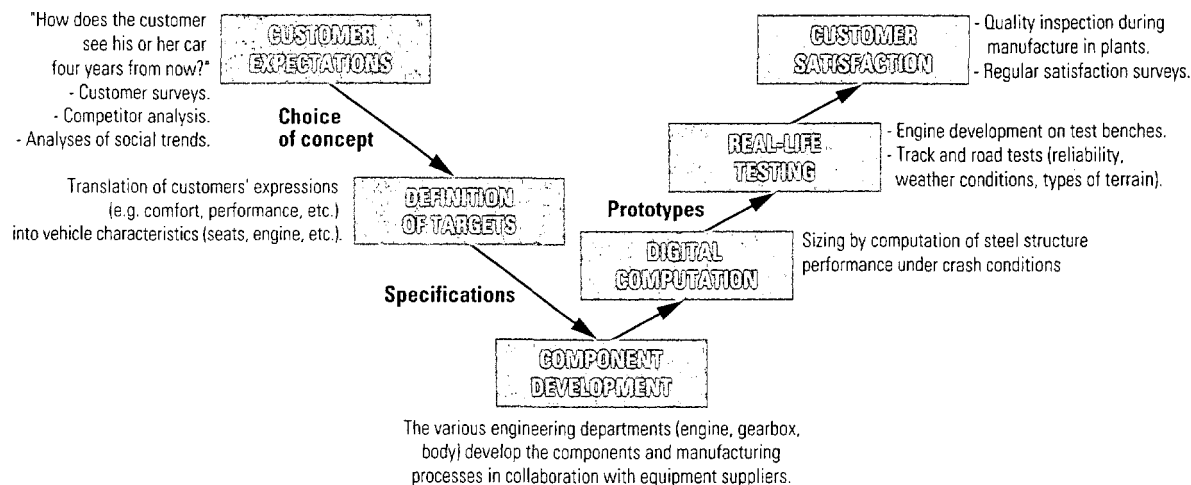 "How does the customer
see his or her car
four years from now?"
- Customer surveys.
- Competitor analysis.
- Analyses of social trends.
CUSTOMER
EXPECTATIONS
Choice
of concept
Translation of customers' expressions
(e.g. comfort, performance, etc.)
into vehicle characteristics (seats, engine, etc.).
DEFINITION
OF TARGETS
Specifications
COMPONENT
DEVELOPMENT
The various engineering departments (engine, gearbox,
body) develop the components and manufacturing
processes in collaboration with equipment suppliers.
DIGITAL
COMPUTATION
Sizing by computation of steel structure
performance under crash conditions
Prototypes
REAL-LIFE
TESTING
- Engine development on test benches.
- Track and road tests (reliability,
weather conditions, types of terrain).
CUSTOMER
SATISFACTION
- Quality inspection during
manufacture in plants.
- Regular satisfaction surveys.